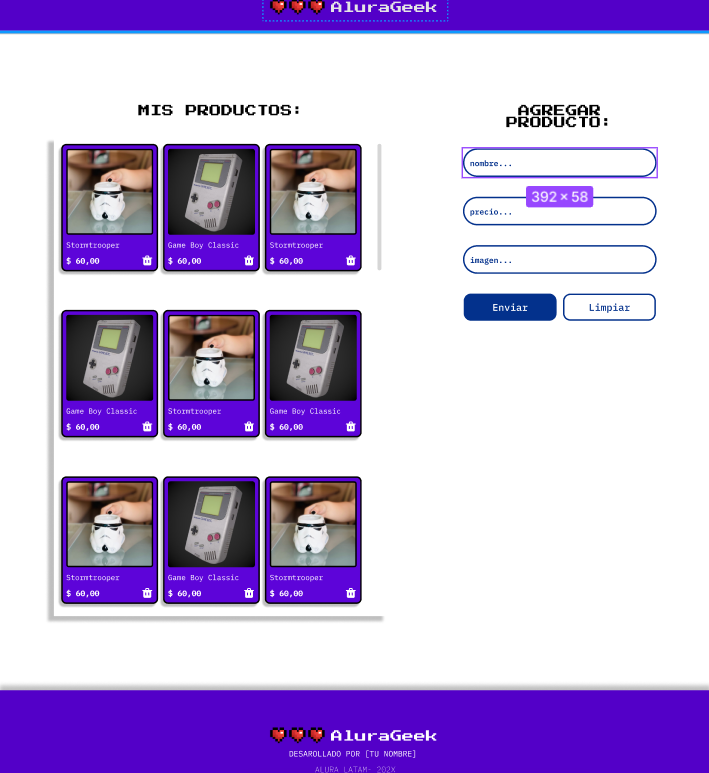 AluraGeek
MIS PRODUCTOS:
Stormtrooper
$ 60,00
Game Boy Classic
$ 60,00
Stormtrooper
$ 60,00
Game Boy Classic
$ 60,00
Stormtrooper
$ 60,00
Game Boy Classic
$ 60,00
Stormtrooper
$ 60,00
Game Boy Classic
$ 60,00
Stormtrooper
$ 60,00
AGREGAR
PRODUCTO:
nombre...
392 × 58
precio...
imagen...
Enviar
Limpiar
AluraGeek
DESAROLLADO POR [TU NOMBRE]
ALURA LATAM- 202X